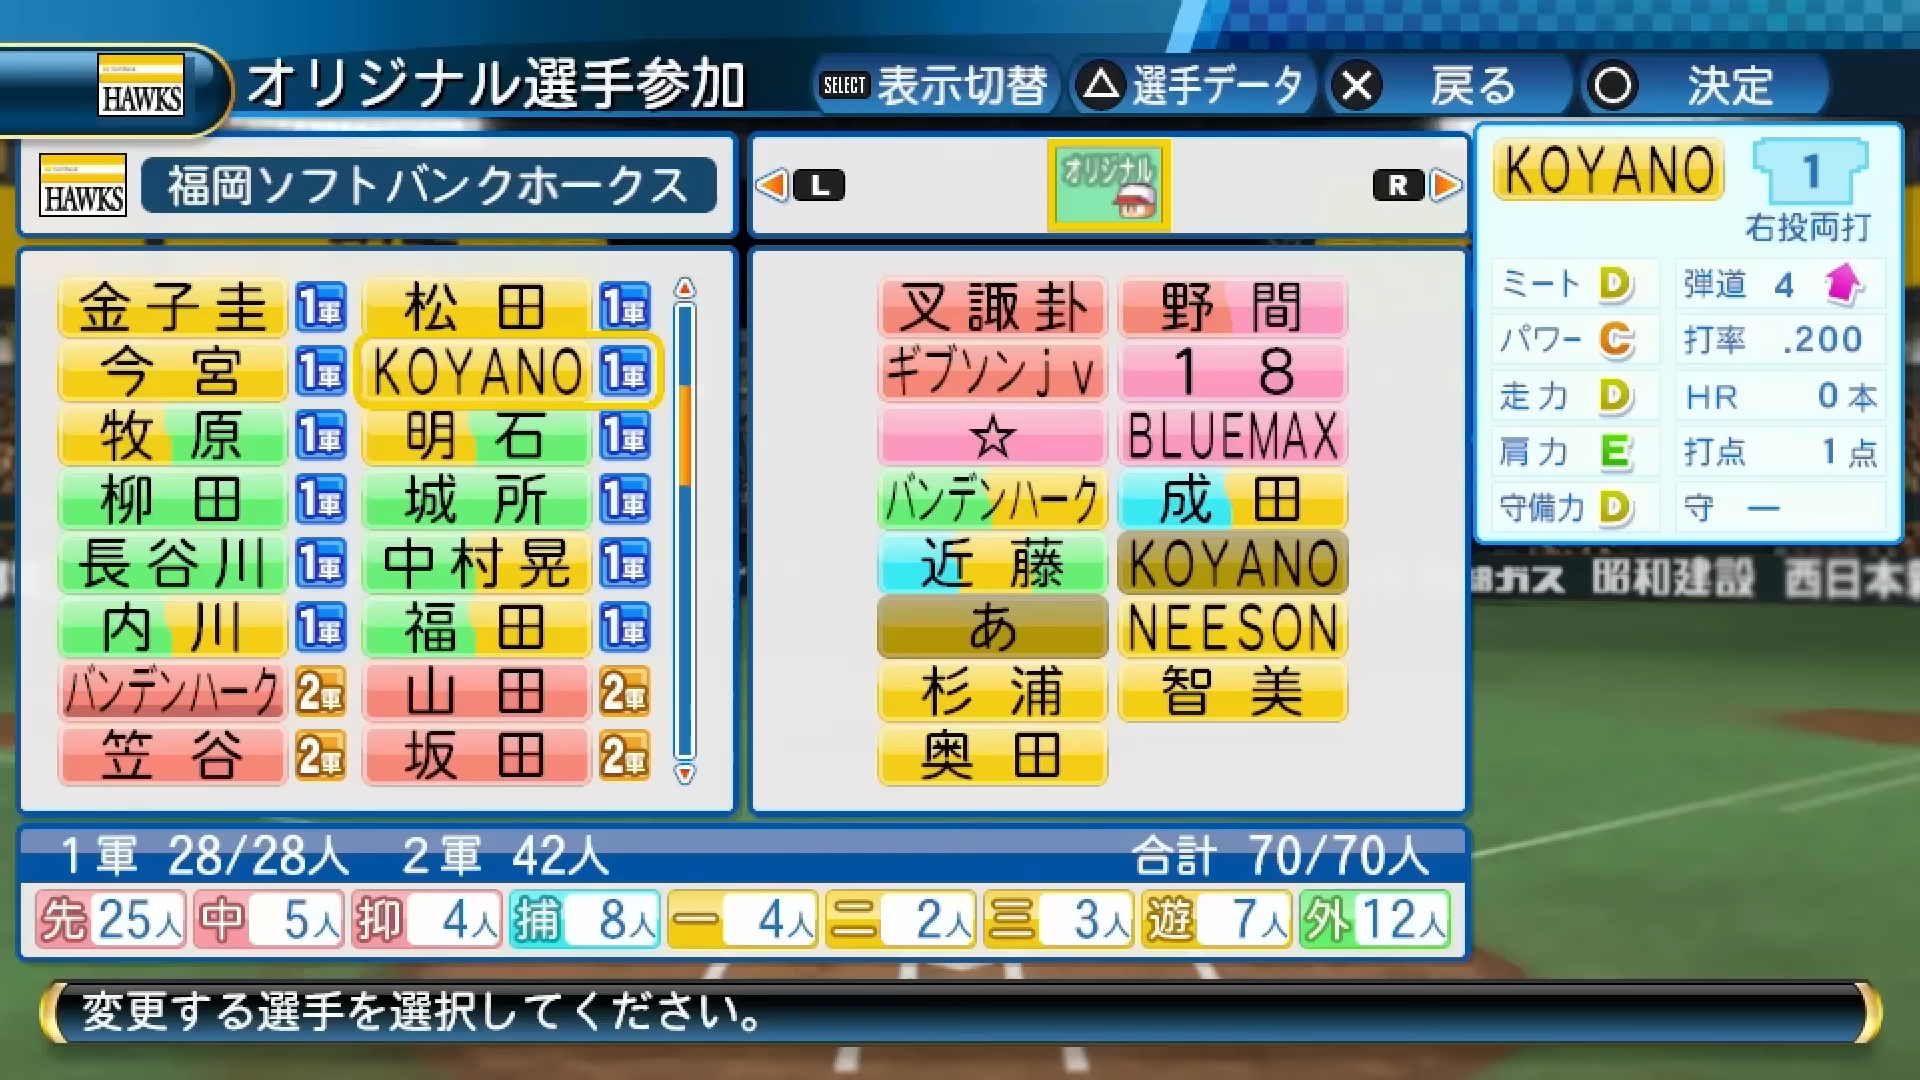 HAWKS オリジナル選手参加 SELECT 表示切替 選手データ 戻る 決定
HAWKS 福岡ソフトバンクホークス
L オリジナル R
KOYANO 1
右投両打
ミート D 弾道 4
パワー C 打率 .200
走力 D HR 0本
肩力 E 打点 1点
守備力 D 守 ー
金子圭 1軍 松田 1軍
今宮 1軍 KOYANO 1軍
牧原 1軍 明石 1軍
柳田 1軍 城所 1軍
長谷川 1軍 中村晃 1軍
内川 1軍 福田 1軍
バンデンハーク 2軍 山田 2軍
笠谷 2軍 坂田 2軍
叉諏卦 野間
ギブソンjv 18
☆ BLUEMAX
バンデンハーク 成田
近藤 KOYANO
あ NEESON
杉浦 智美
奥田
ガス 昭和建設 西日本
1軍 28/28人 2軍 42人 合計 70/70人
先 25人 中 5人 抑 4人 捕 8人 一 4人 二 2人 三 3人 遊 7人 外 12人
変更する選手を選択してください。